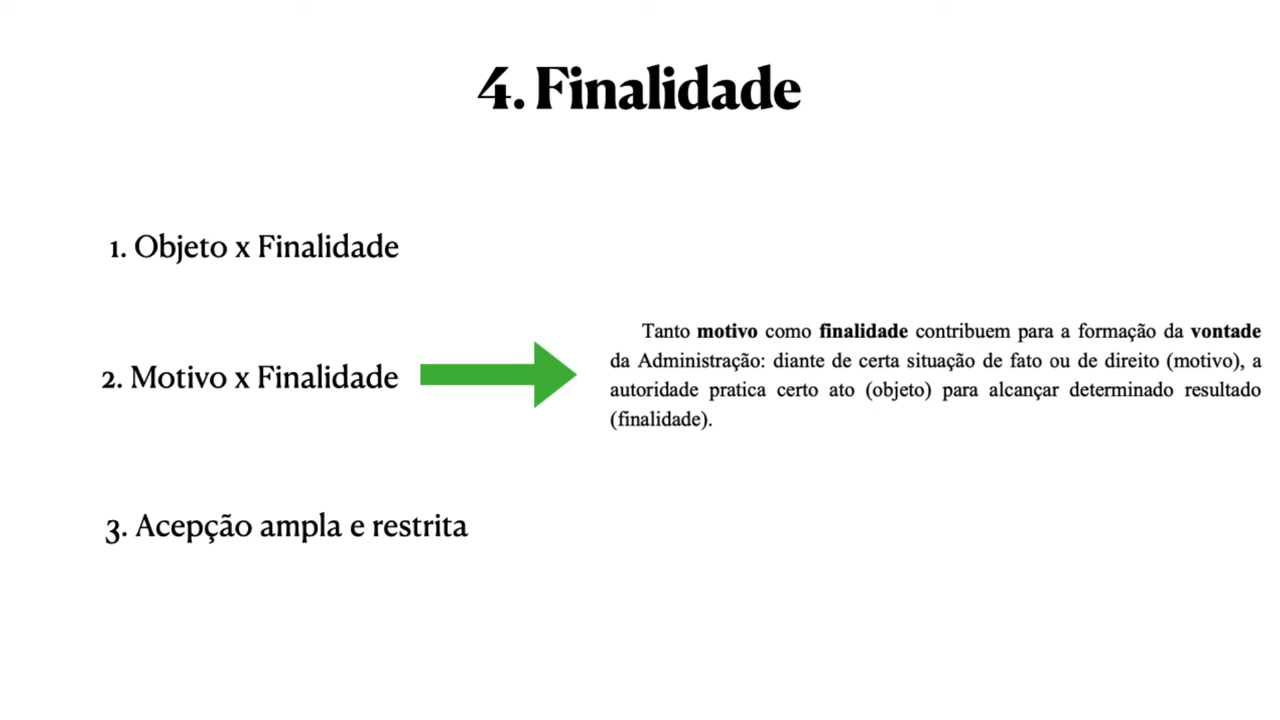 4. Finalidade
1. Objeto x Finalidade
2. Motivo x Finalidade
Tanto motivo como finalidade contribuem para a formação da vontade
da Administração: diante de certa situação de fato ou de direito (motivo), a
autoridade pratica certo ato (objeto) para alcançar determinado resultado
(finalidade).
3. Acepção ampla e restrita